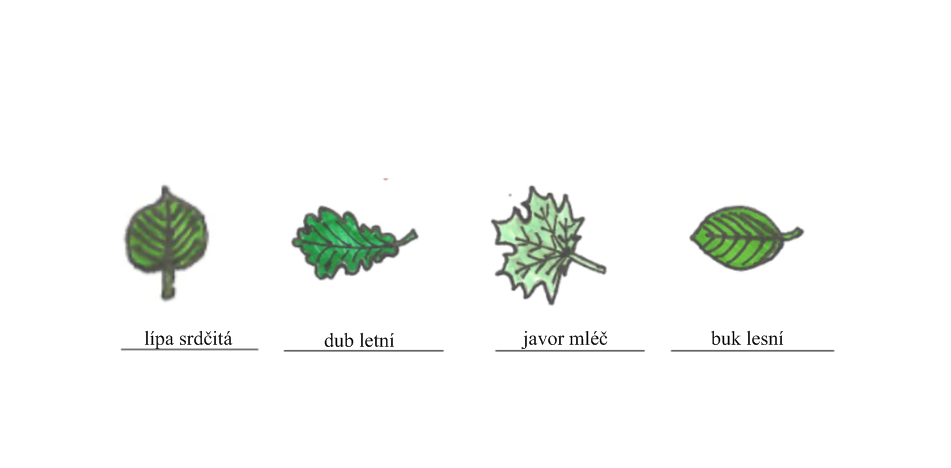 lípa srdčitá
dub letní
javor mléč
buk lesní